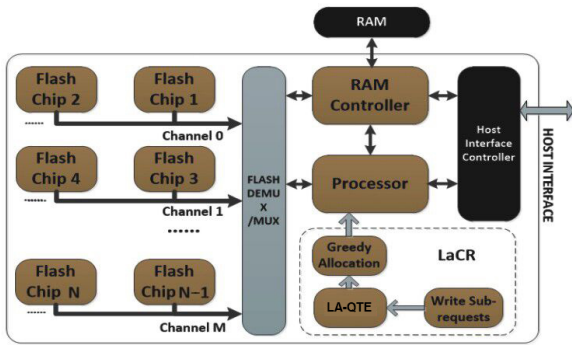 RAM
Flash
Chip 2
Flash
Chip 1
......
Channel 0
Flash
Chip 4
Flash
Chip 3
......
Channel 1
......
Flash
Chip N
Flash
Chip N−1
......
Channel M
FLASH
DEMU
X
/MUX
RAM
Controller
Processor
Host
Interface
Controller
HOST INTERFACE
Greedy
Allocation
LaCR
LA-QTE
Write Sub-
requests